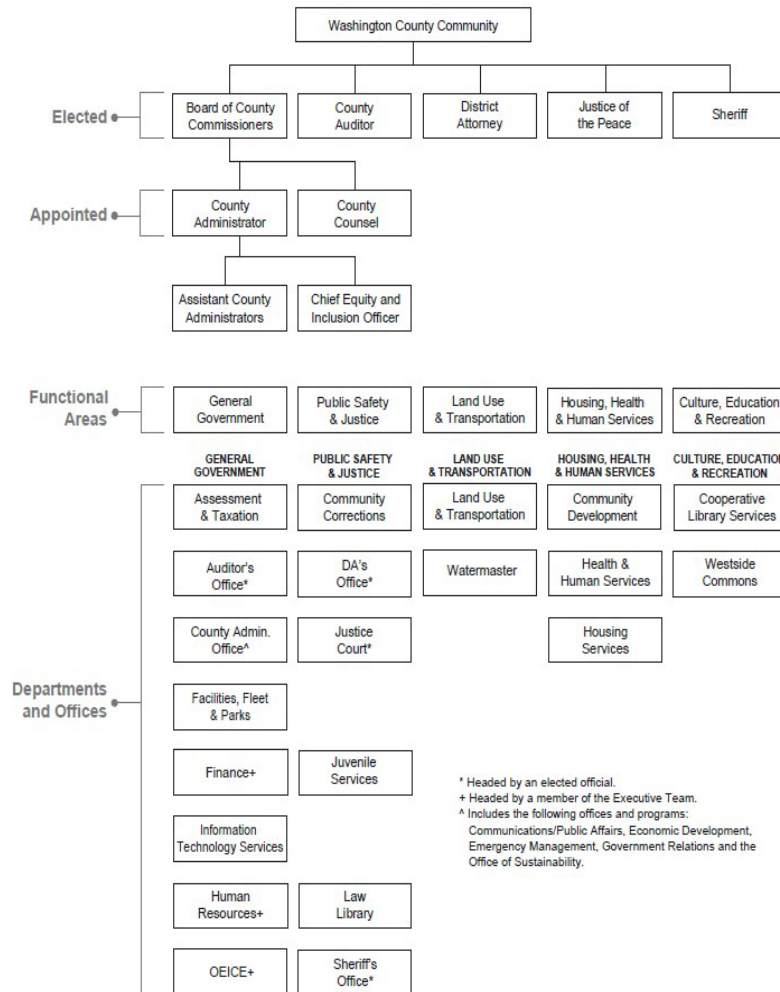 Washington County Community
Elected
Board of County
Commissioners
County
Auditor
District
Attorney
Justice of
the Peace
Sheriff
Appointed
County
Administrator
County
Counsel
Assistant County
Administrators
Chief Equity and
Inclusion Officer
Functional
Areas
General
Government
Public Safety
& Justice
Land Use
& Transportation
Housing, Health
& Human Services
Culture, Education
& Recreation
GENERAL
GOVERNMENT
PUBLIC SAFETY
& JUSTICE
LAND USE
& TRANSPORTATION
HOUSING, HEALTH
& HUMAN SERVICES
CULTURE, EDUCATION
& RECREATION
Departments
and Offices
Assessment
& Taxation
Community
Corrections
Land Use
& Transportation
Community
Development
Cooperative
Library Services
Auditor's
Office*
DA's
Office*
Watermaster
Health &
Human Services
Westside
Commons
County Admin.
Office^
Justice
Court*
Housing
Services
Facilities, Fleet
& Parks
Finance+
Juvenile
Services
Information
Technology Services
Human
Resources+
Law
Library
OEICE+
Sheriff's
Office*
* Headed by an elected official.
+ Headed by a member of the Executive Team.
^ Includes the following offices and programs:
Communications/Public Affairs, Economic Development,
Emergency Management, Government Relations and the
Office of Sustainability.